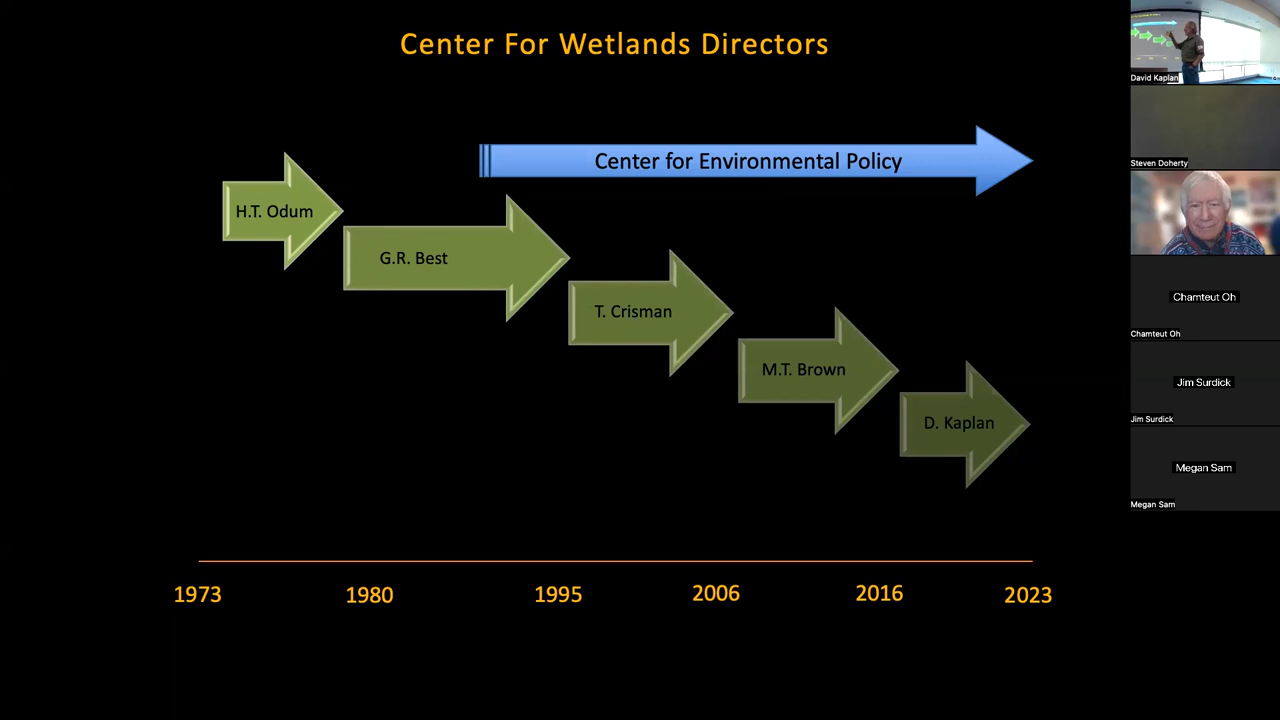 Center For Wetlands Directors
Center for Environmental Policy
H.T. Odum
G.R. Best
T. Crisman
M.T. Brown
D. Kaplan
1973
1980
1995
2006
2016
2023
David Kaplan
Steven Doherty
Chamteut Oh
Chamteut Oh
Jim Surdick
Jim Surdick
Megan Sam
Megan Sam